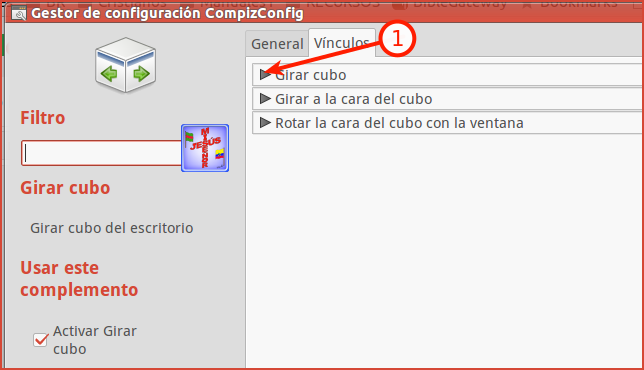 Gestor de configuración CompizConfig
General
Vínculos
1
Girar cubo
Girar a la cara del cubo
Rotar la cara del cubo con la ventana
Filtro
JESÚS
Girar cubo
Girar cubo del escritorio
Usar este
complemento
Activar Girar
cubo